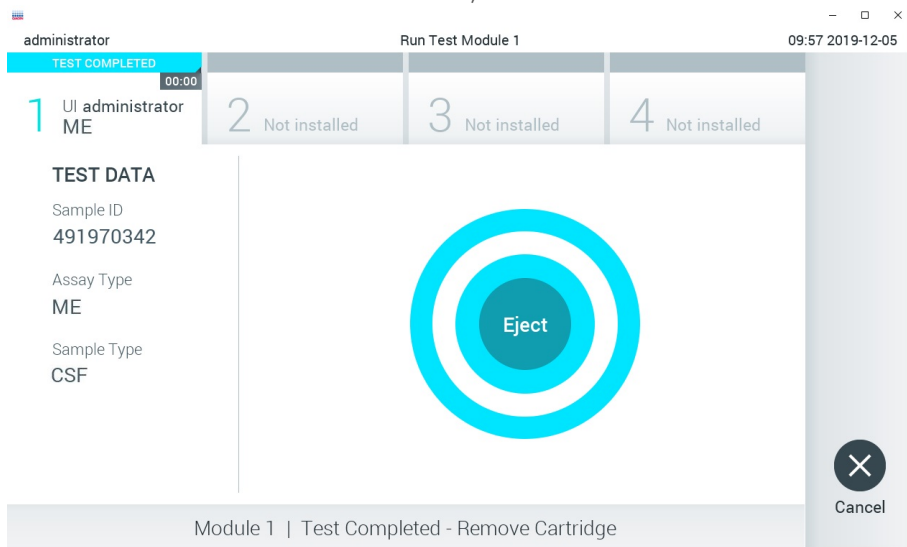 administrator
Run Test Module 1
09:57 2019-12-05
TEST COMPLETED
00:00
1
UI administrator
ME
2 Not installed
3 Not installed
4 Not installed
TEST DATA
Sample ID
491970342
Assay Type
ME
Sample Type
CSF
Eject
Cancel
Module 1 | Test Completed - Remove Cartridge